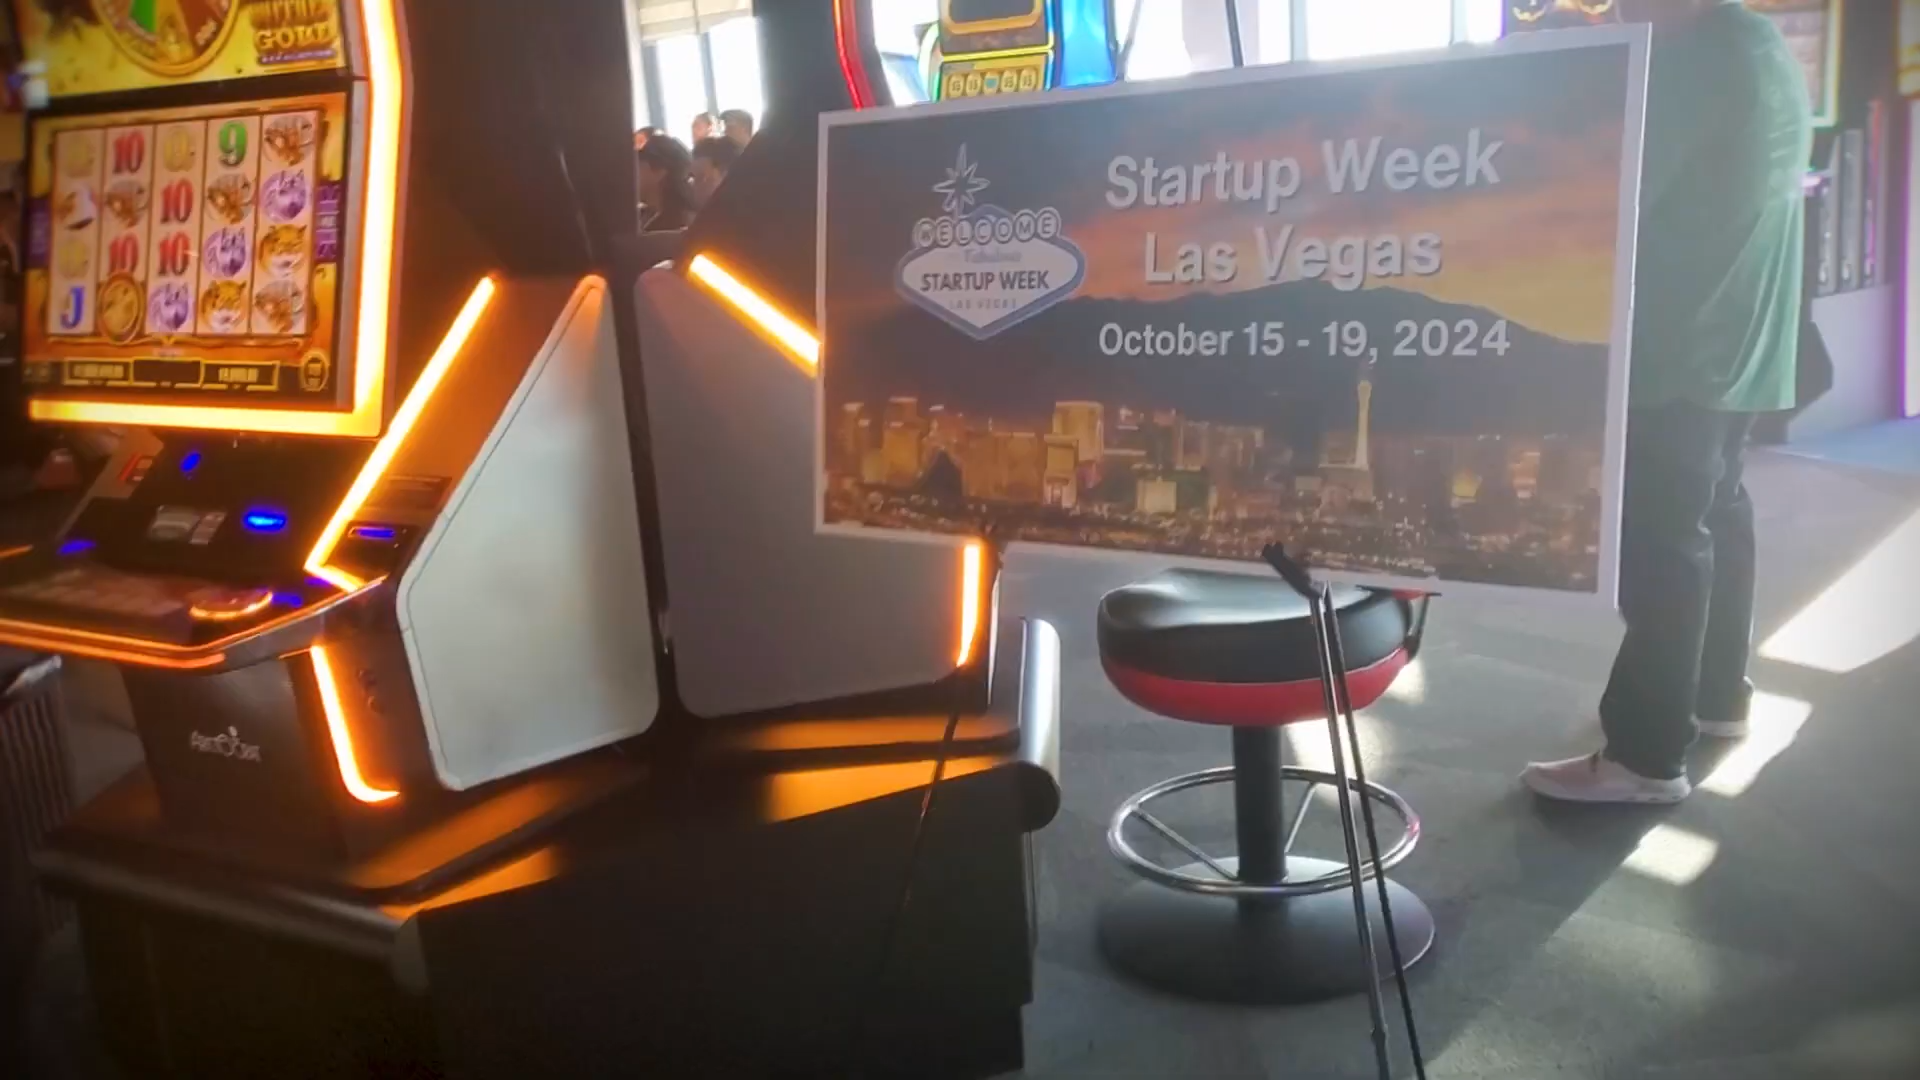 GOLD
10
9
10
10
10
J
WELCOME
Fabulous
STARTUP WEEK
LAS VEGAS
Startup Week
Las Vegas
October 15 - 19, 2024